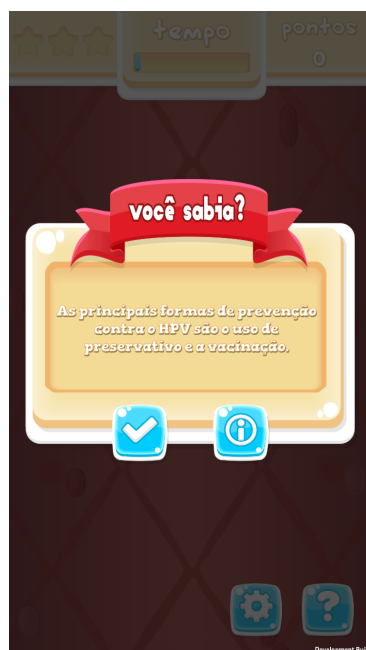 tempo
pontos
0
você sabia?
As principais formas de prevenção
contra o HPV são o uso de
preservativo e a vacinação.
?